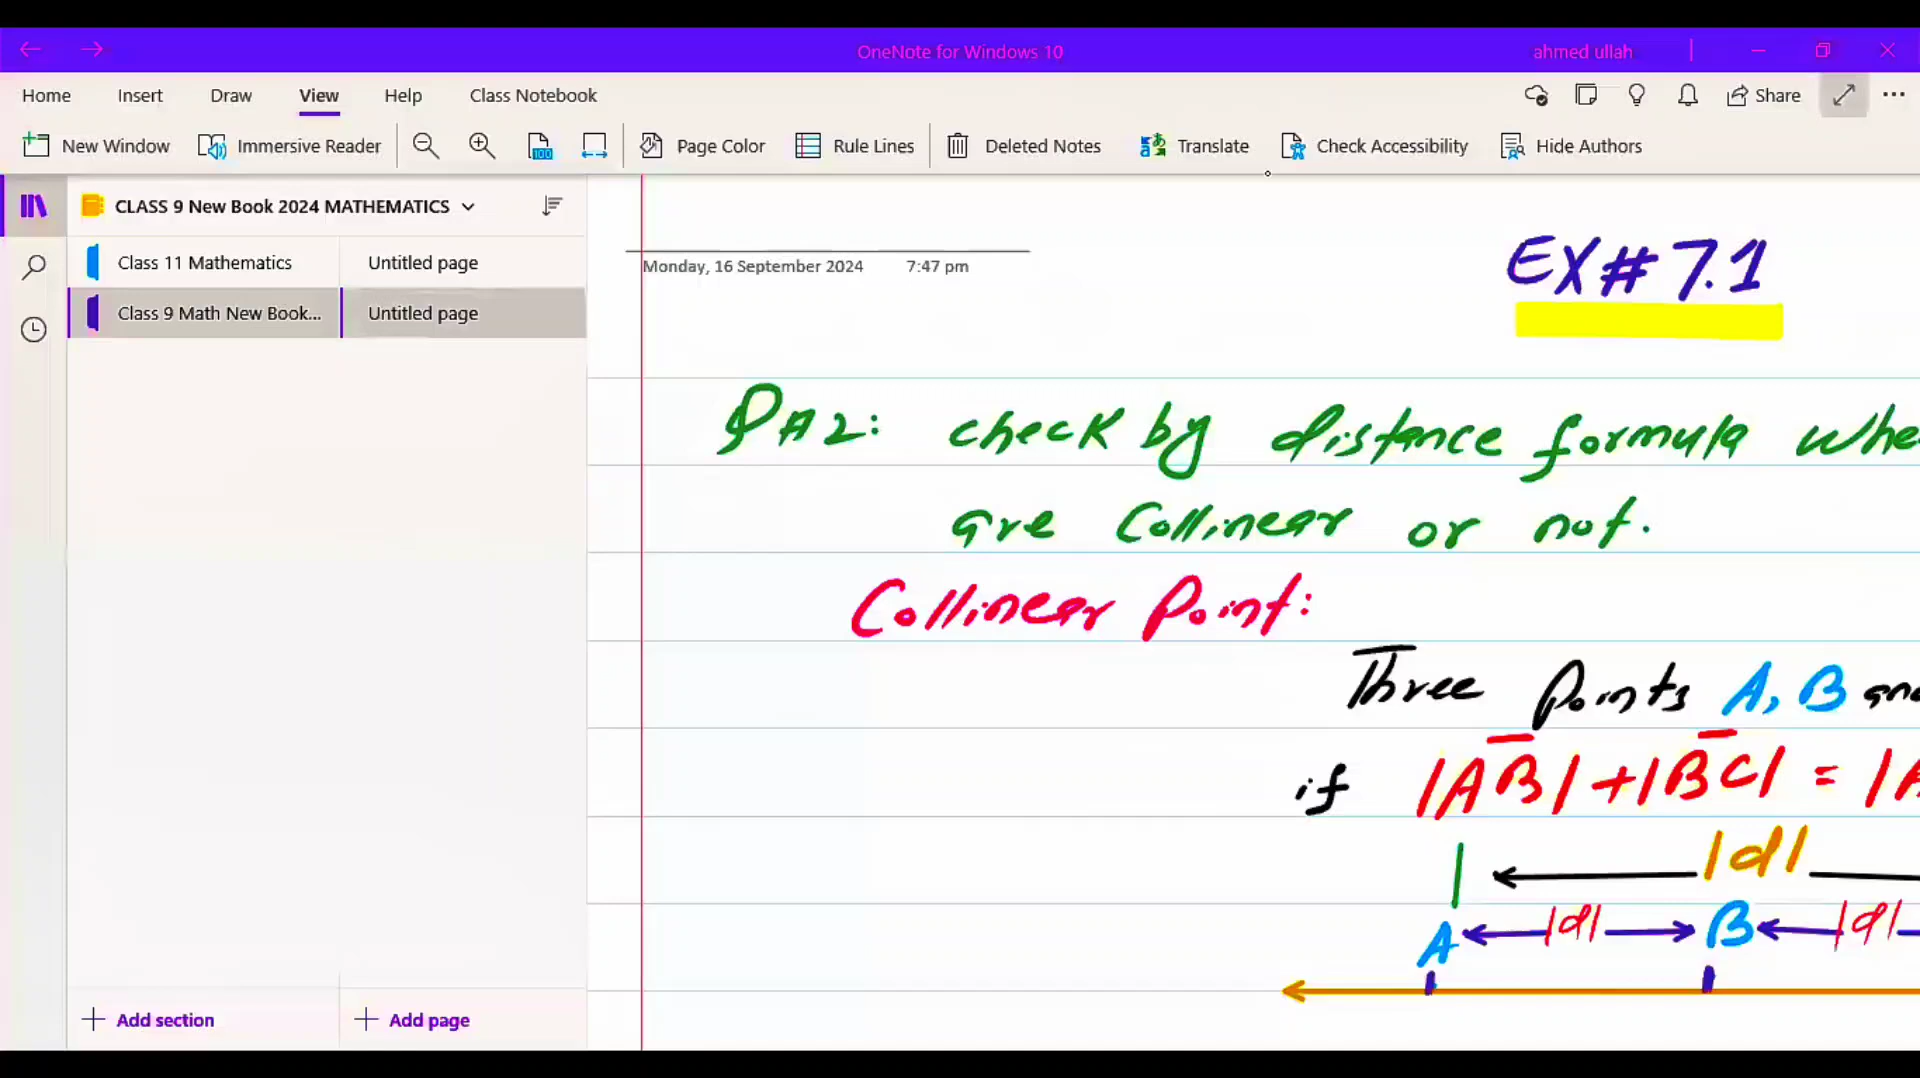 OneNote for Windows 10
ahmed ullah
Home Insert Draw View Help Class Notebook Share
New Window Immersive Reader 100 Page Color Rule Lines Deleted Notes Translate Check Accessibility Hide Authors
CLASS 9 New Book 2024 MATHEMATICS
Class 11 Mathematics
Class 9 Math New Book...
Untitled page
Untitled page
Add section
Add page
Monday, 16 September 2024 7:47 pm
EX# 7.1
check by distance formula whe
are Collinear or not.
Collinear Point:
Three Points A, B and
if |AB|+|BC| = |A
|d|
A |d| B |d|